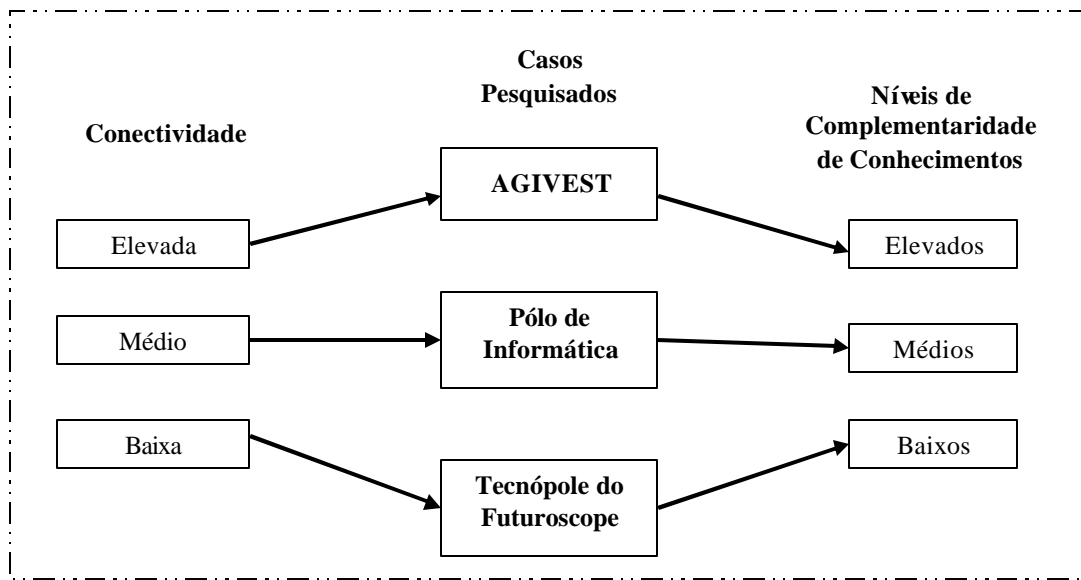 Casos
Pesquisados
Níveis de
Complementaridade
de Conhecimentos
Conectividade
AGIVEST
Elevada
Elevados
Pólo de
Informática
Médio
Médios
Baixa
Baixos
Tecnópole do
Futuroscope